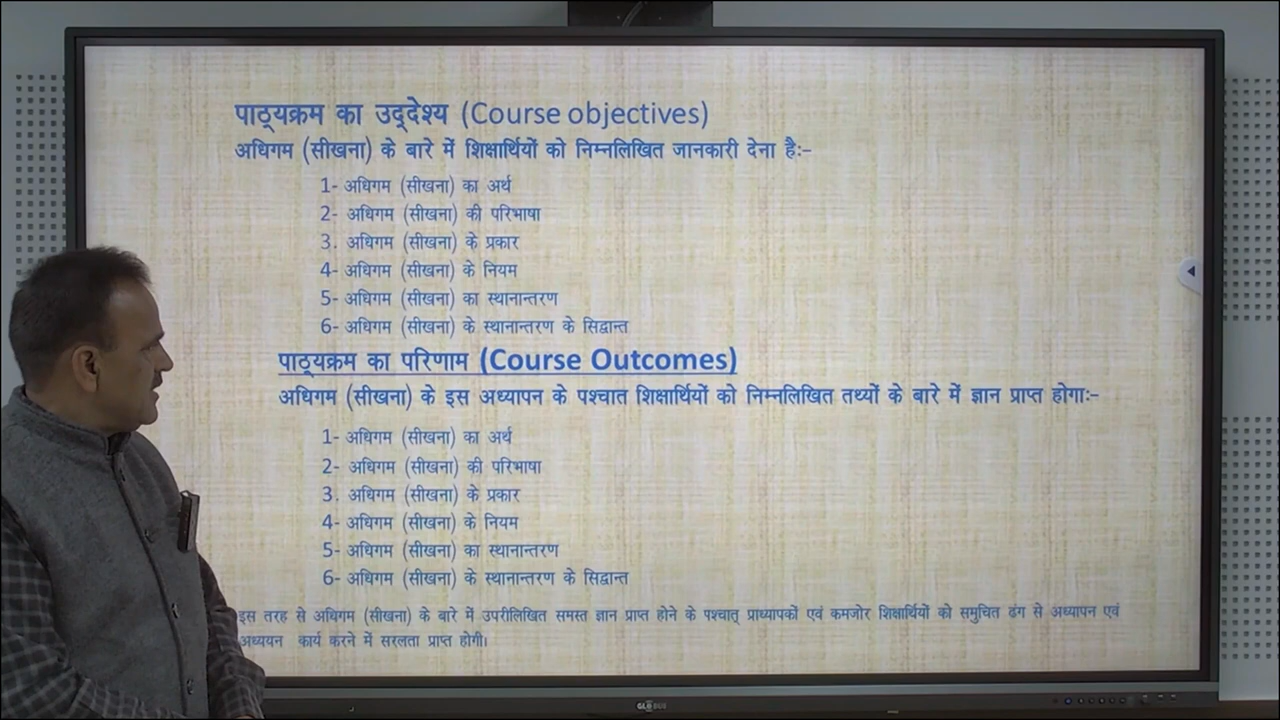 पाठ्यक्रम का उद्देश्य (Course objectives)
अधिगम (सीखना) के बारे में शिक्षार्थियों को निम्नलिखित जानकारी देना है:–
1- अधिगम (सीखना) का अर्थ
2- अधिगम (सीखना) की परिभाषा
3. अधिगम (सीखना) के प्रकार
4- अधिगम (सीखना) के नियम
5- अधिगम (सीखना) का स्थानान्तरण
6- अधिगम (सीखना) के स्थानान्तरण के सिद्वान्त
पाठ्यक्रम का परिणाम (Course Outcomes)
अधिगम (सीखना) के इस अध्यापन के पश्चात शिक्षार्थियों को निम्नलिखित तथ्यों के बारे में ज्ञान प्राप्त होगाः–
1- अधिगम (सीखना) का अर्थ
2- अधिगम (सीखना) की परिभाषा
3. अधिगम (सीखना) के प्रकार
4- अधिगम (सीखना) के नियम
5- अधिगम (सीखना) का स्थानान्तरण
6- अधिगम (सीखना) के स्थानान्तरण के सिद्वान्त
इस तरह से अधिगम (सीखना) के बारे में उपरीलिखित समस्त ज्ञान प्राप्त होने के पश्चात् प्राध्यापकों एवं कमजोर शिक्षार्थियों को समुचित ढंग से अध्यापन एवं
अध्ययन कार्य करने में सरलता प्राप्त होगी।
GLOBUS